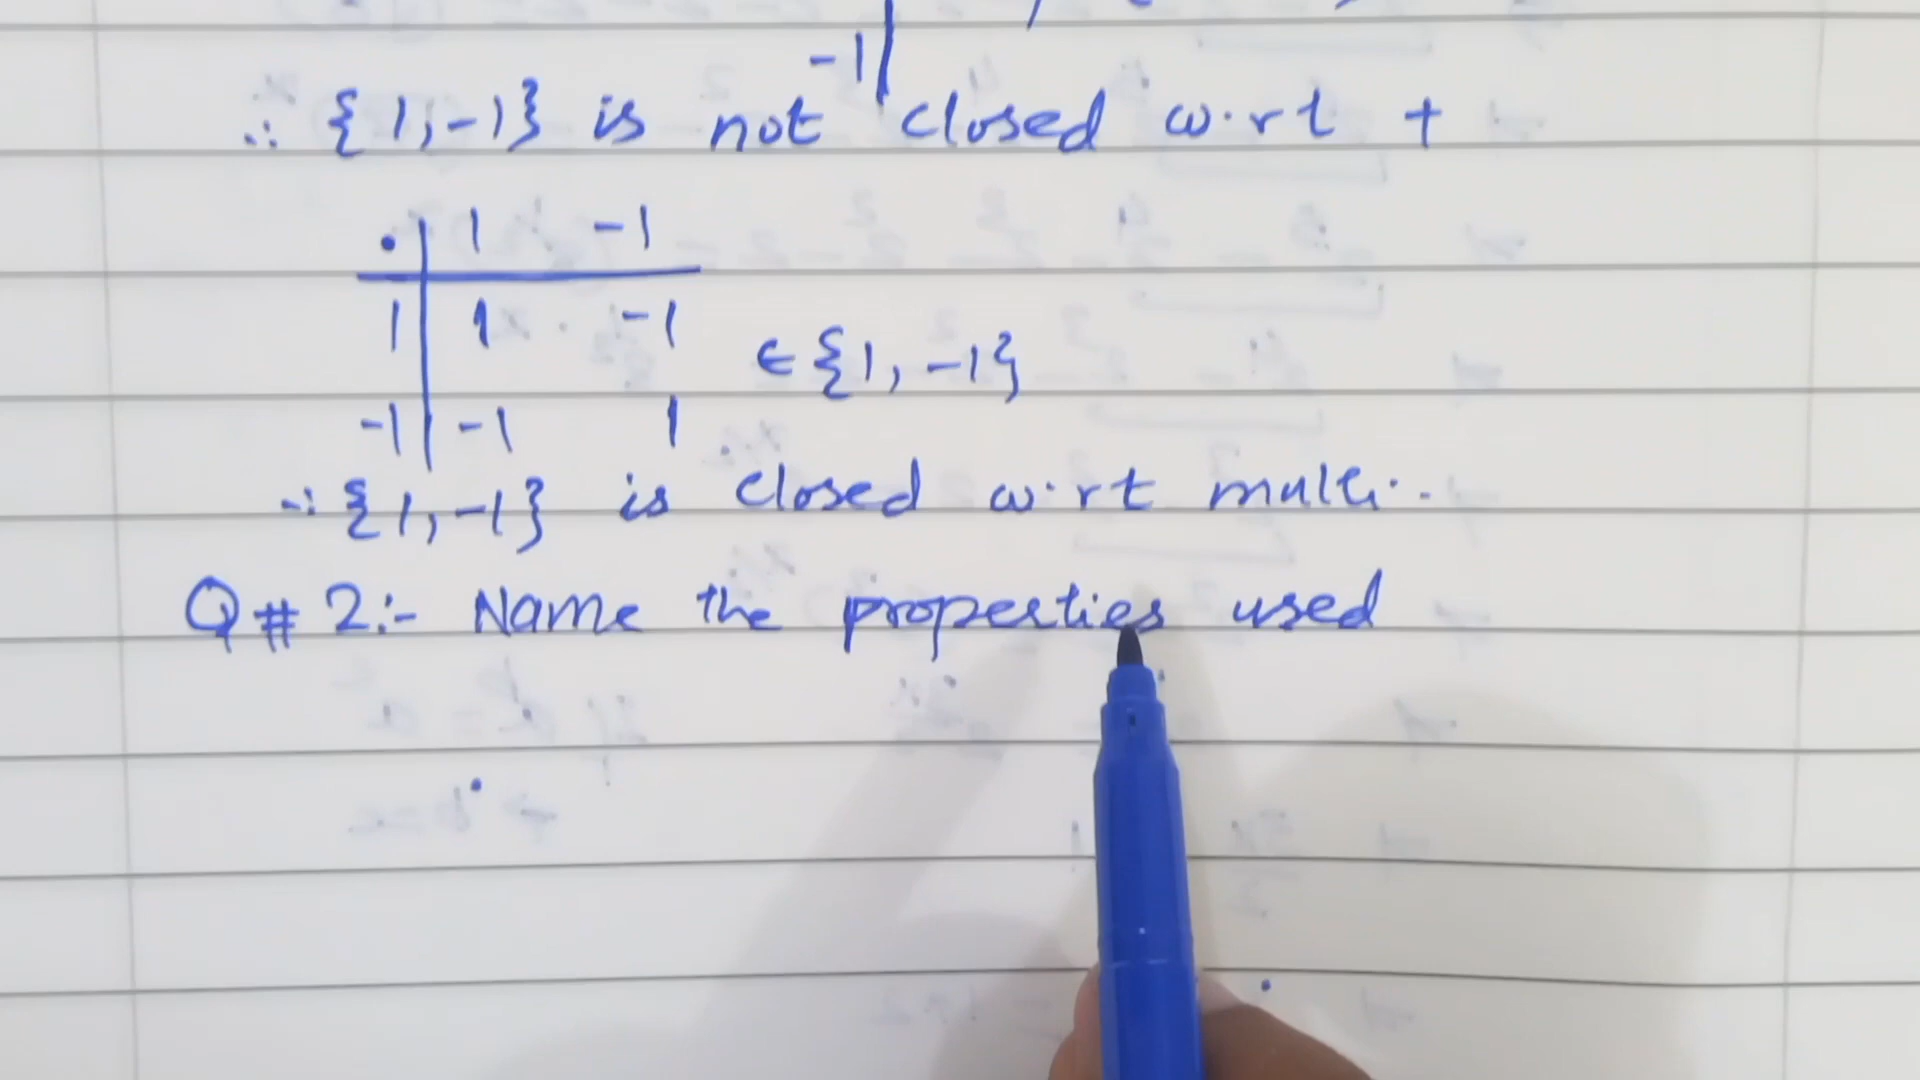 -1
∴ {1,-1} is not closed w.r.t +
• 1 -1
1 1 -1
∈ {1, -1}
-1 -1 1
∴ {1,-1} is closed w.r.t multi.
Q # 2:- Name the properties used